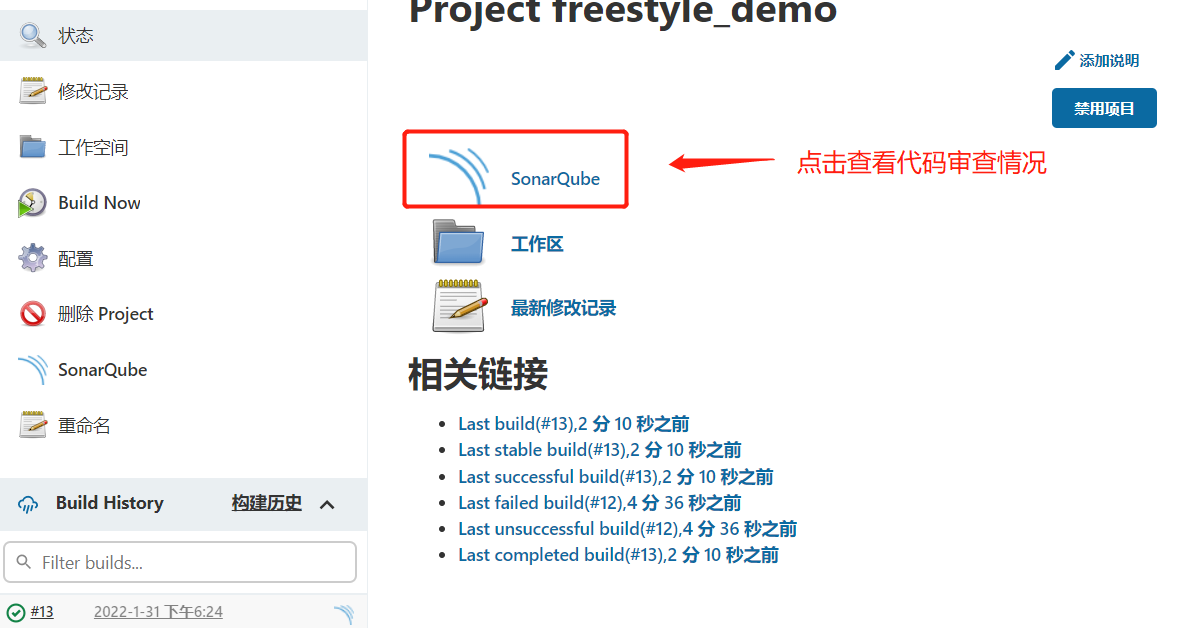 状态
修改记录
工作空间
Build Now
配置
删除 Project
SonarQube
重命名
Build History 构建历史
Filter builds...
#13 2022-1-31 下午6:24
Project freestyle_demo
添加说明
禁用项目
SonarQube
点击查看代码审查情况
工作区
最新修改记录
相关链接
Last build(#13),2 分 10 秒之前
Last stable build(#13),2 分 10 秒之前
Last successful build(#13),2 分 10 秒之前
Last failed build(#12),4 分 36 秒之前
Last unsuccessful build(#12),4 分 36 秒之前
Last completed build(#13),2 分 10 秒之前